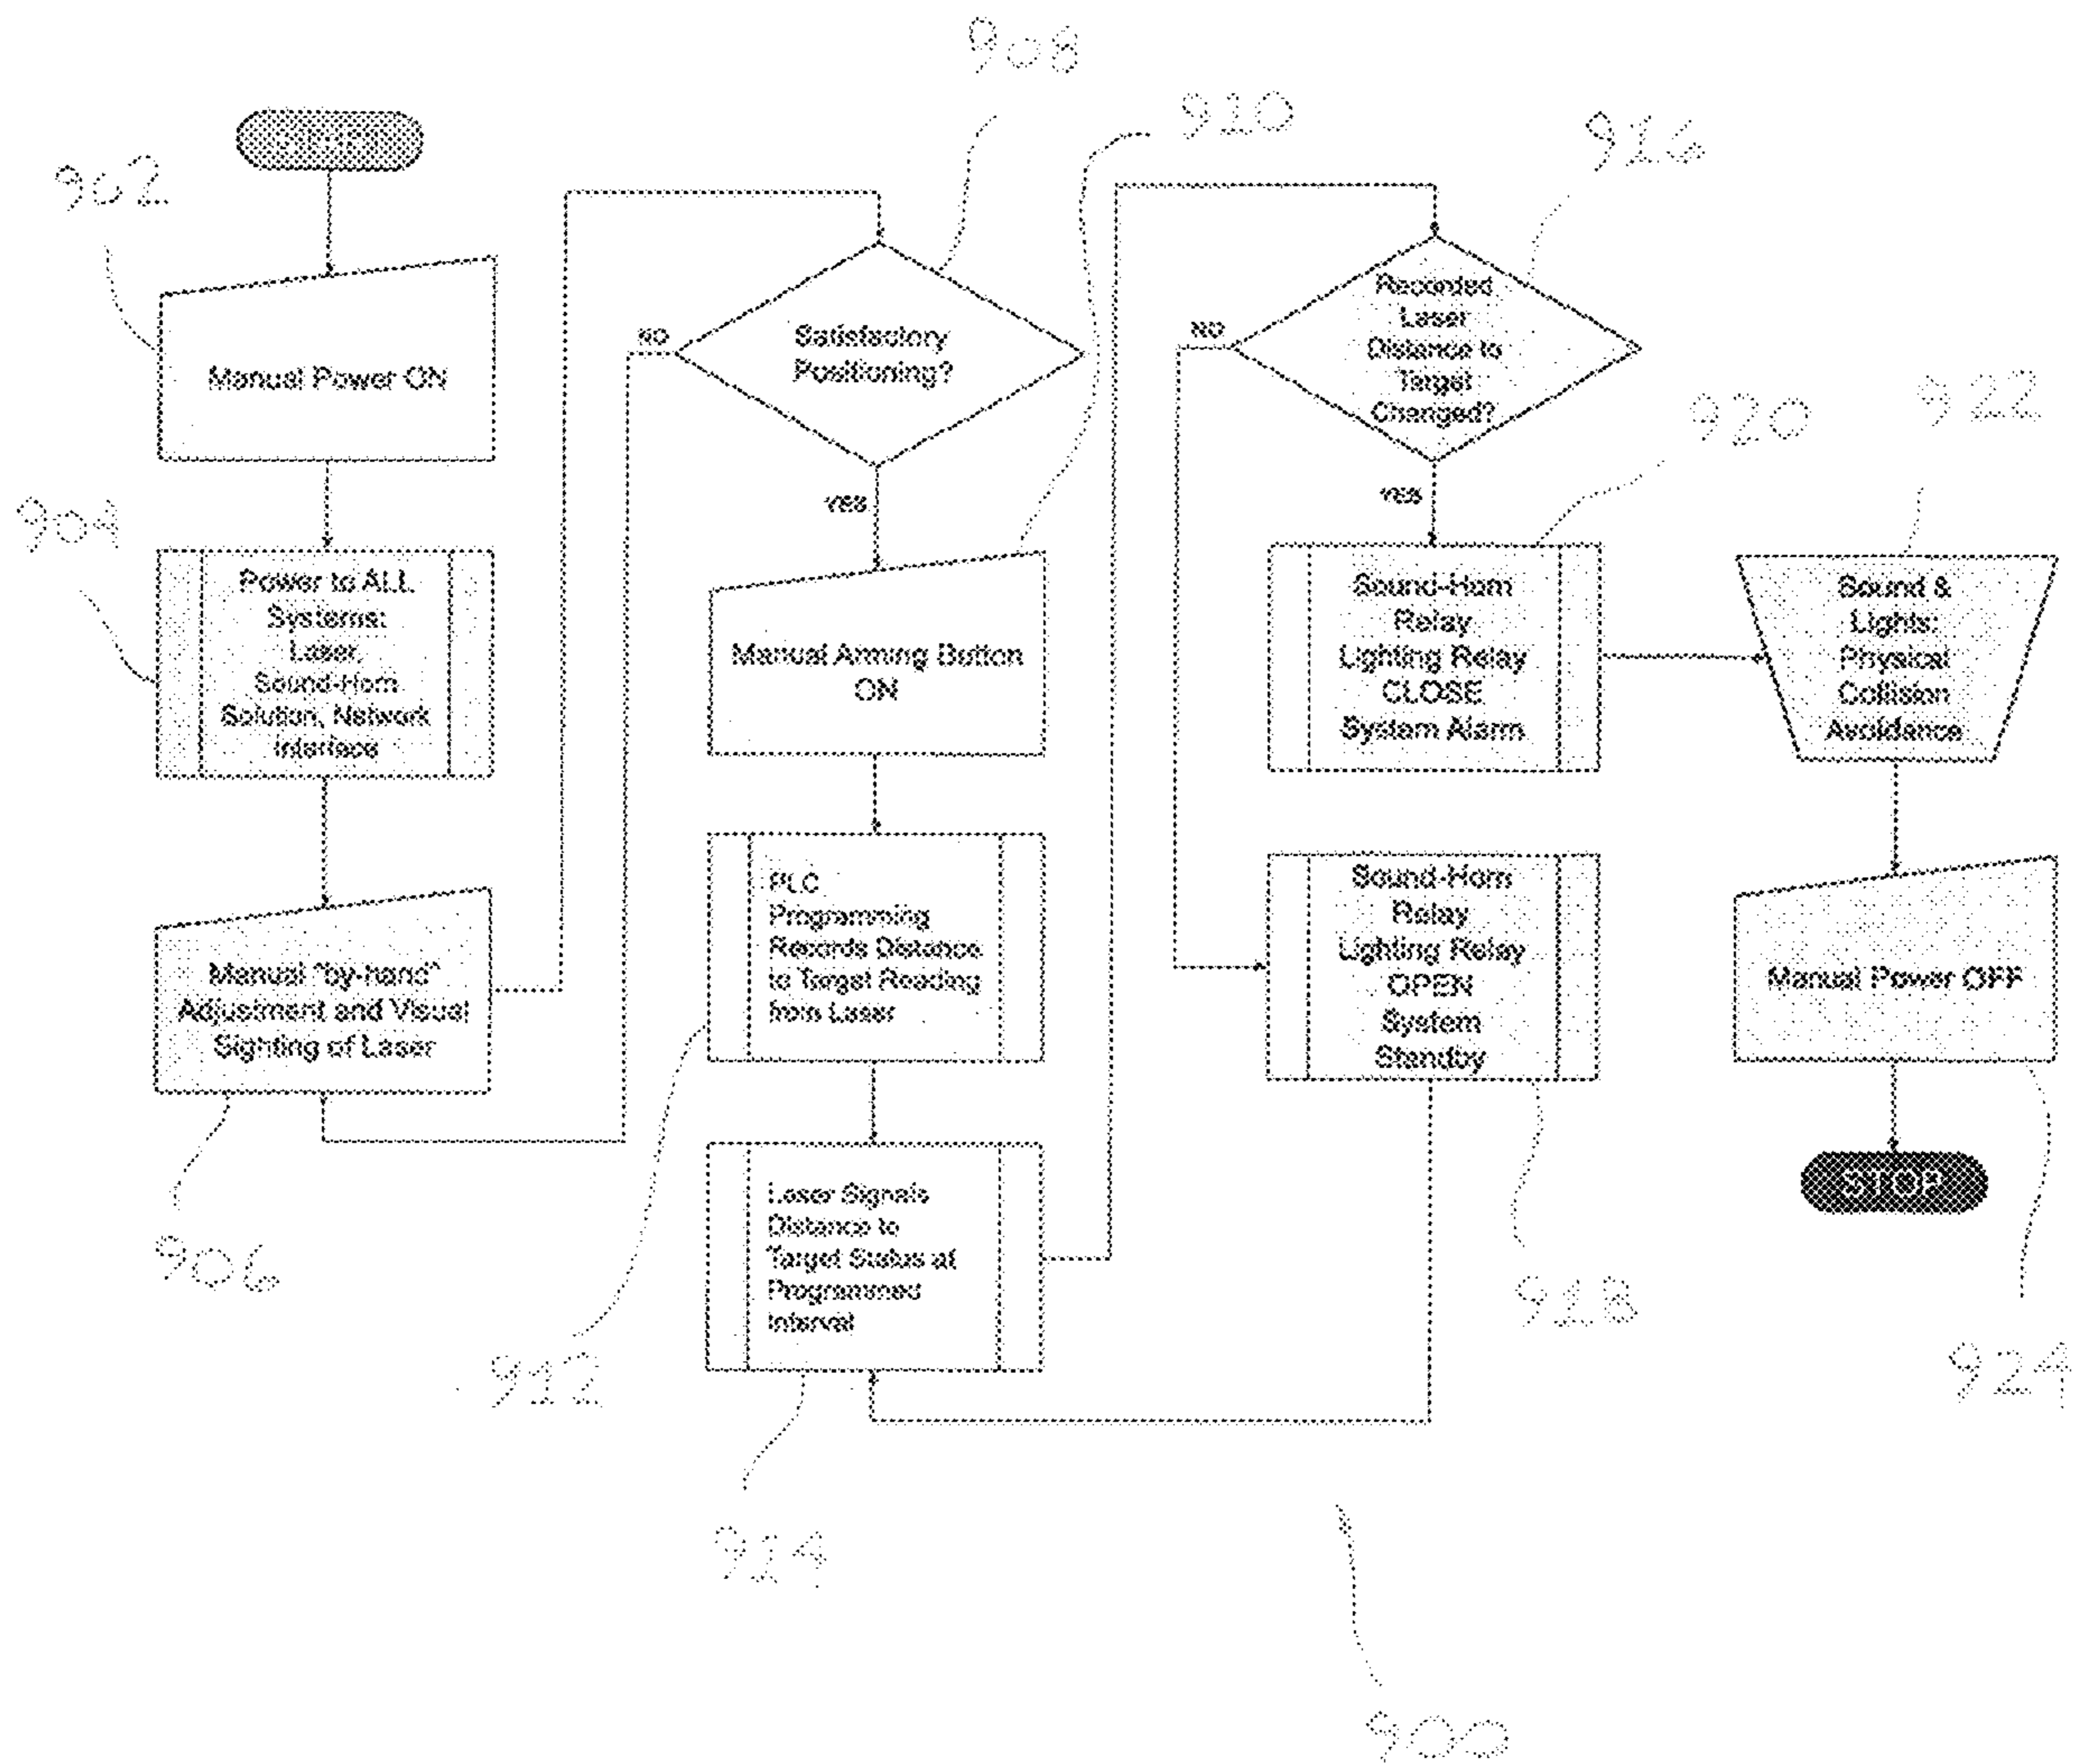 908
910
916
902
Manual Power ON
NO
Satisfactory
Positioning?
YES
NO
Recorded
Laser
Distance to
Target
Changed?
YES
920
922
904
Power to ALL
Systems:
Laser,
Sound-Horn
Solution, Network
Interface
Manual Arming Button
ON
Sound-Horn
Relay
Lighting Relay
CLOSE
System Alarm
Sound &
Lights:
Physical
Collision
Avoidance
Manual "by-hand"
Adjustment and Visual
Sighting of Laser
906
PLC
Programming
Records Distance
to Target Reading
from Laser
912
Laser Signals
Distance to
Target Status at
Programmed
Interval
914
Sound-Horn
Relay
Lighting Relay
OPEN
System
Standby
918
Manual Power OFF
STOP
924
900